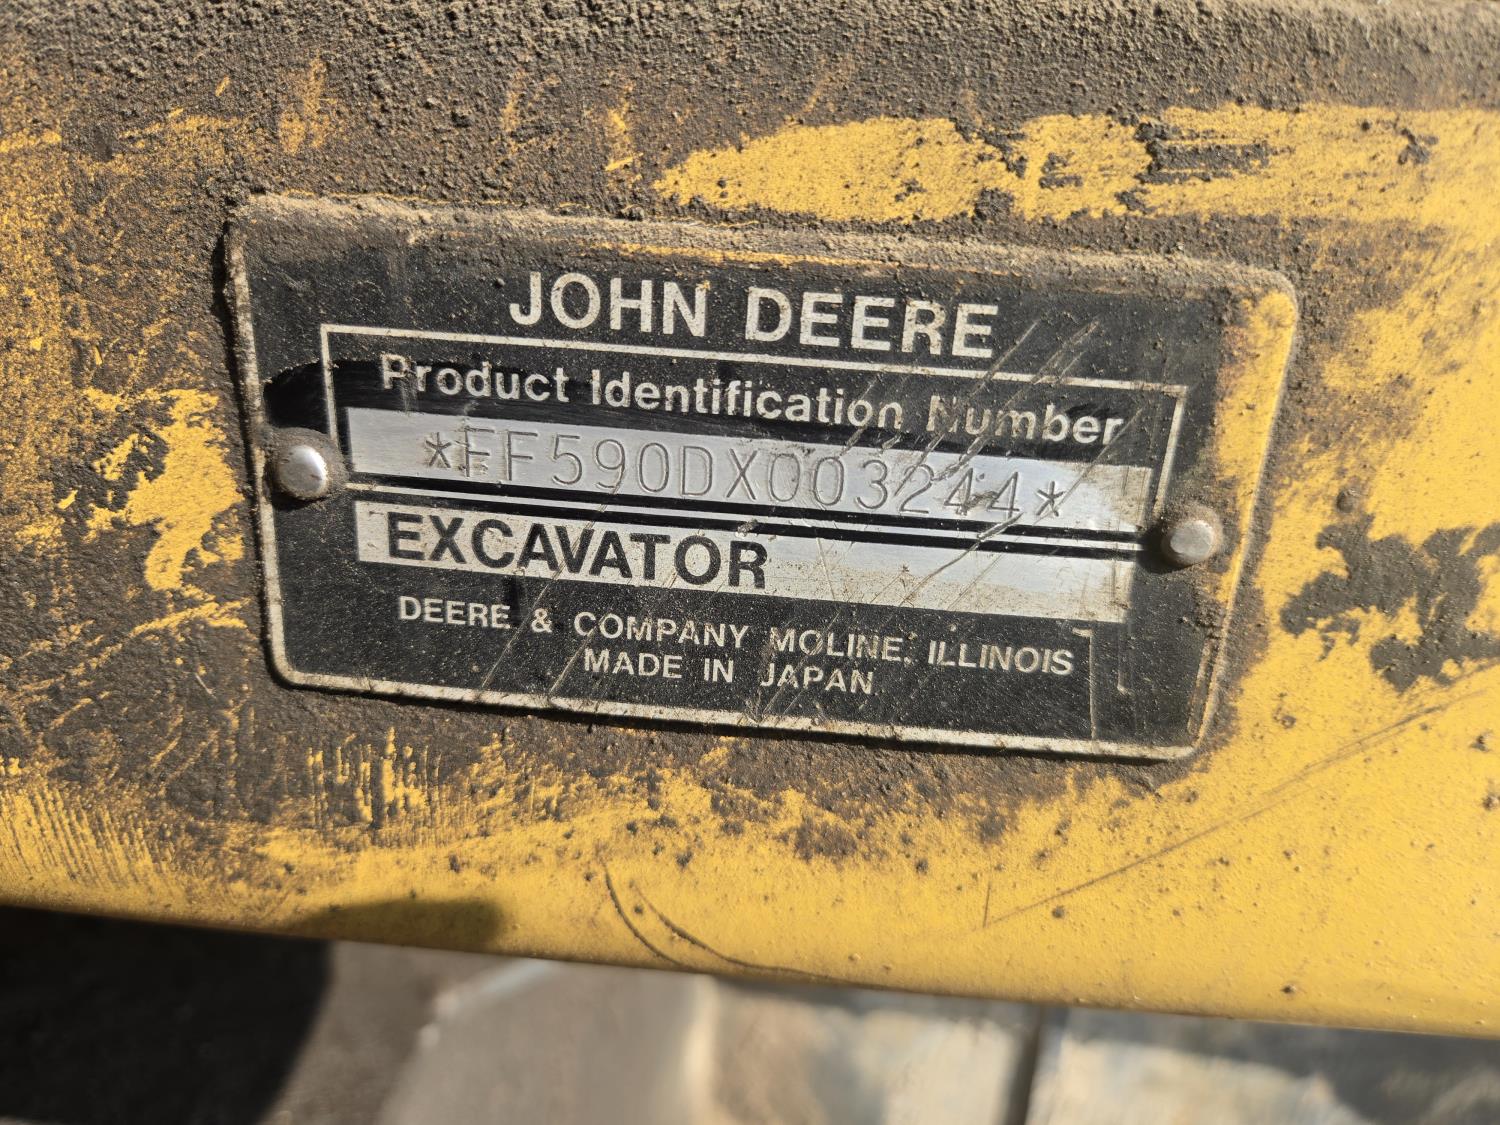 JOHN DEERE
Product Identification Number
*FF590DX003244*
EXCAVATOR
DEERE & COMPANY MOLINE, ILLINOIS
MADE IN JAPAN